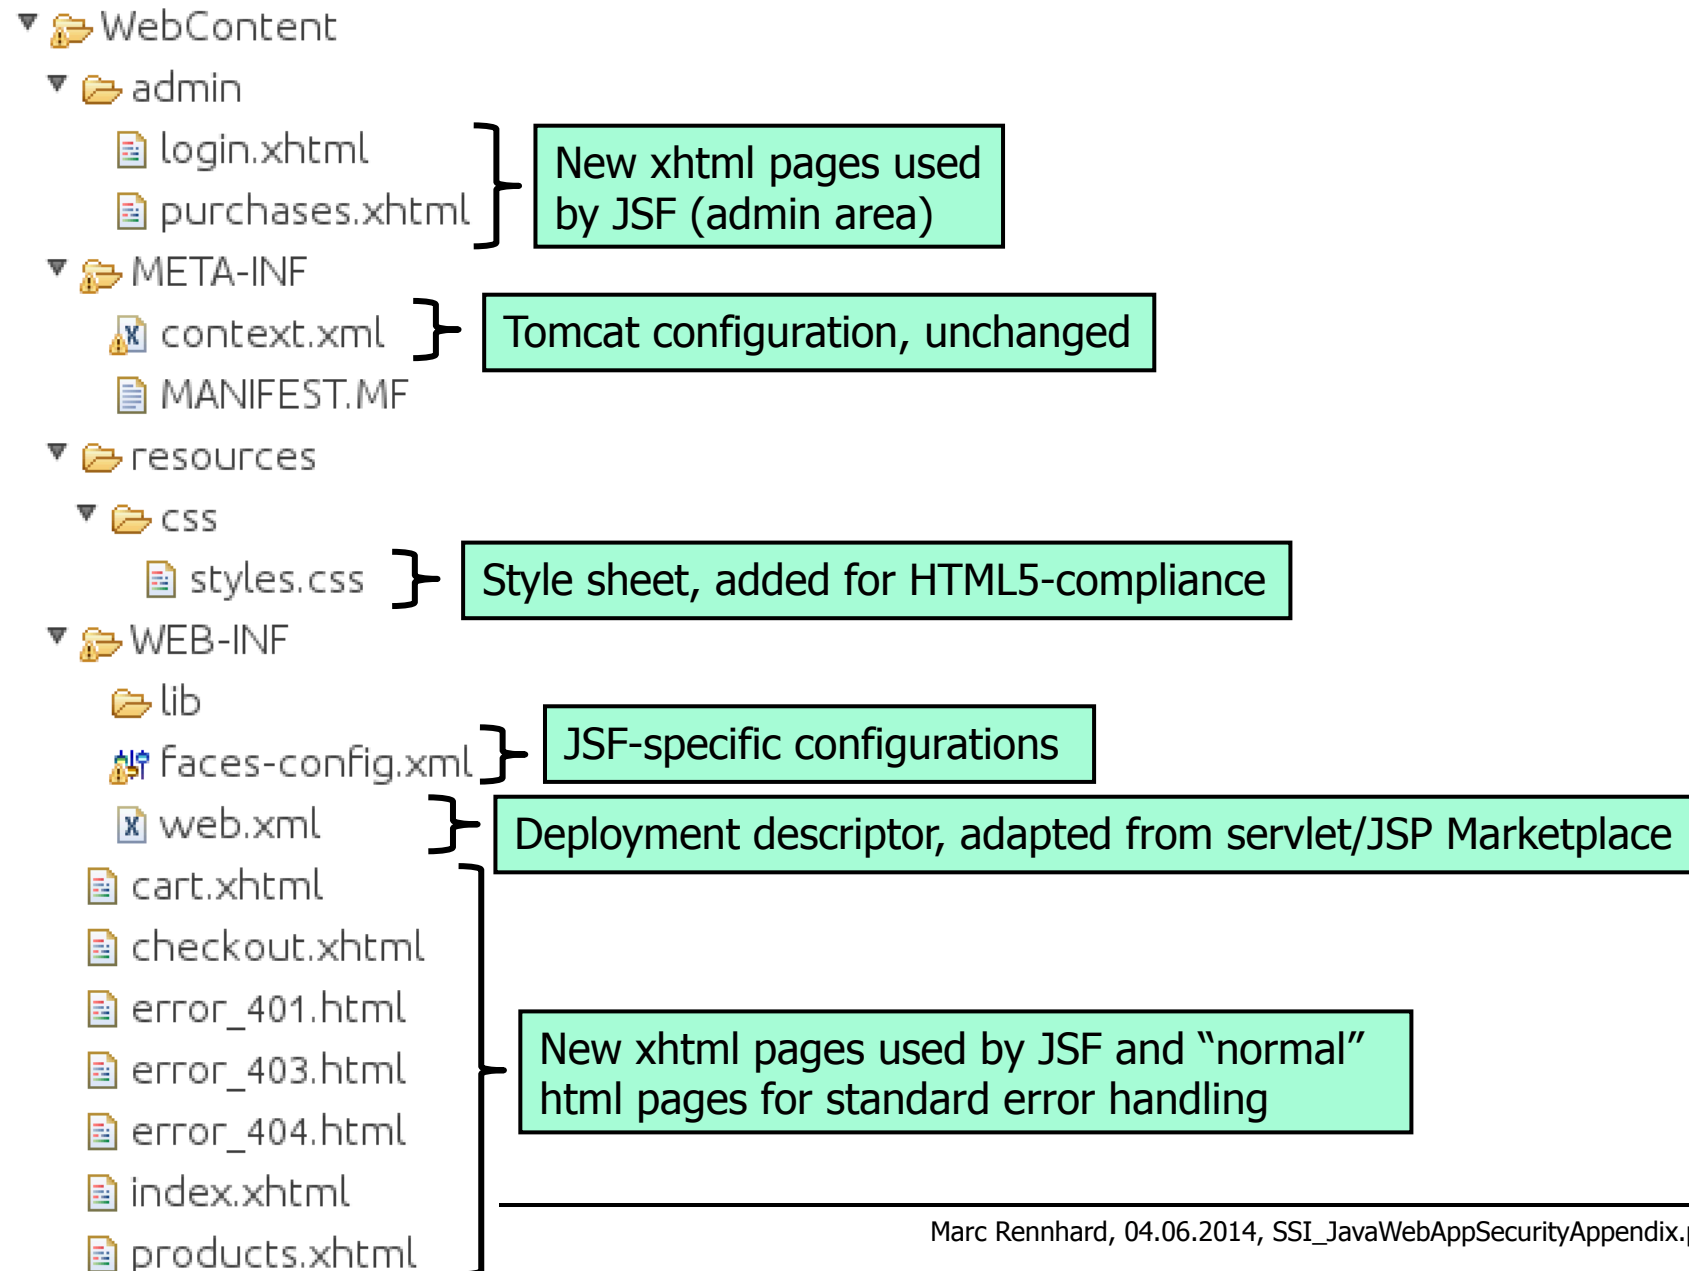 WebContent
admin
login.xhtml
purchases.xhtml
New xhtml pages used
by JSF (admin area)
META-INF
context.xml
Tomcat configuration, unchanged
MANIFEST.MF
resources
css
styles.css
Style sheet, added for HTML5-compliance
WEB-INF
lib
faces-config.xml
JSF-specific configurations
web.xml
Deployment descriptor, adapted from servlet/JSP Marketplace
cart.xhtml
checkout.xhtml
error_401.html
error_403.html
error_404.html
New xhtml pages used by JSF and “normal”
html pages for standard error handling
index.xhtml
products.xhtml
Marc Rennhard, 04.06.2014, SSI_JavaWebAppSecurityAppendix.p